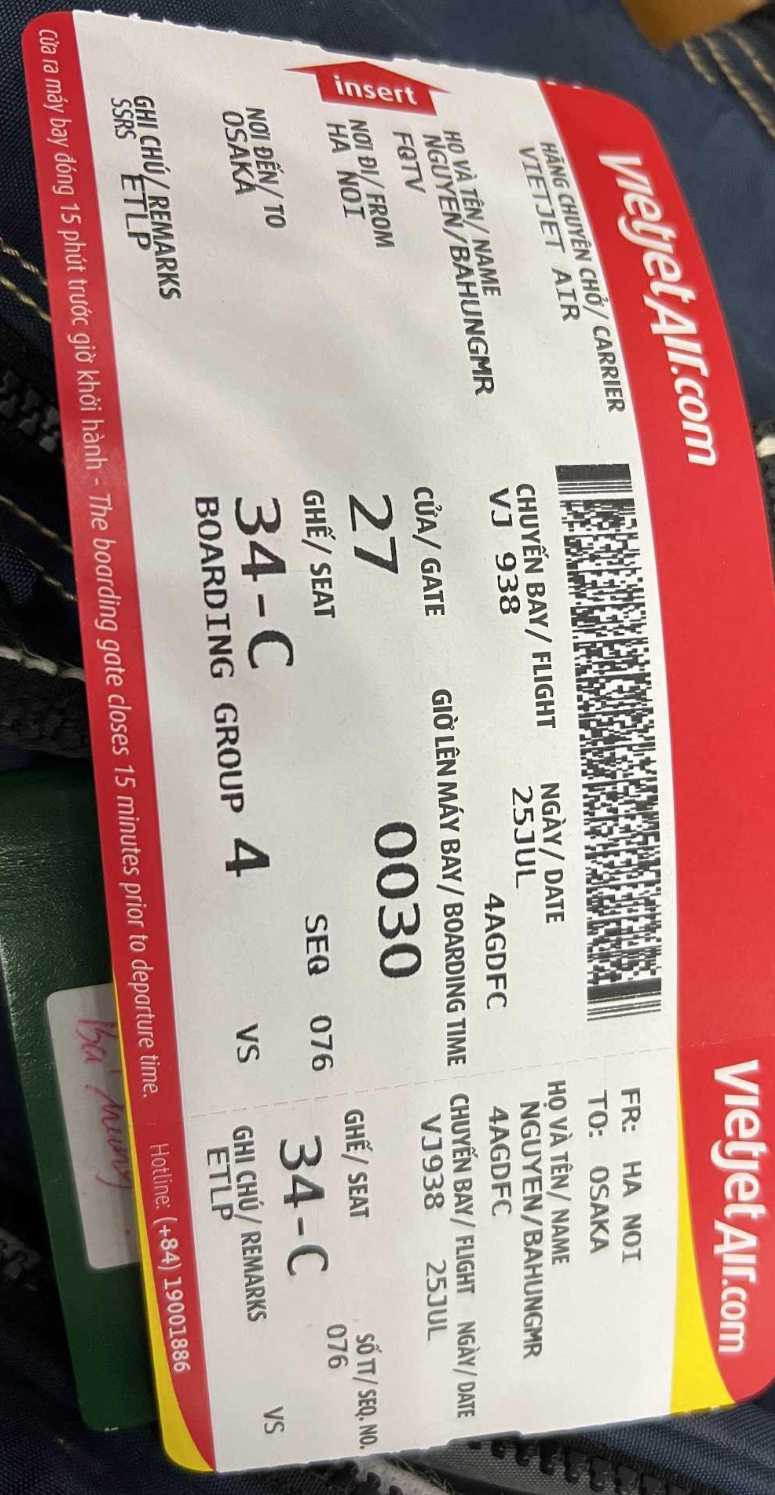 vietjetAir.com
HÃNG CHUYÊN CHỞ/ CARRIER
VIETJET AIR
HỌ VÀ TÊN/ NAME
NGUYEN/BAHUNGMR
FQTV
NƠI ĐI/ FROM
HA NOI
NƠI ĐẾN/ TO
OSAKA
GHI CHÚ/ REMARKS
SSRS ETLP
insert
CHUYẾN BAY/ FLIGHT NGÀY/ DATE
VJ 938 25JUL
4AGDFC
CỬA/ GATE GIỜ LÊN MÁY BAY/ BOARDING TIME
27 0030
GHẾ/ SEAT SEQ 076
34-C
BOARDING GROUP 4 VS
Cửa ra máy bay đóng 15 phút trước giờ khởi hành - The boarding gate closes 15 minutes prior to departure time.
Hotline: (+84) 19001886
vietjetAir.com
FR: HA NOI
TO: OSAKA
HỌ VÀ TÊN/ NAME
NGUYEN/BAHUNGMR
4AGDFC
CHUYẾN BAY/ FLIGHT NGÀY/ DATE
VJ938 25JUL
GHẾ/ SEAT SỐ TT/ SEQ. NO.
34-C 076
GHI CHÚ/ REMARKS
ETLP VS